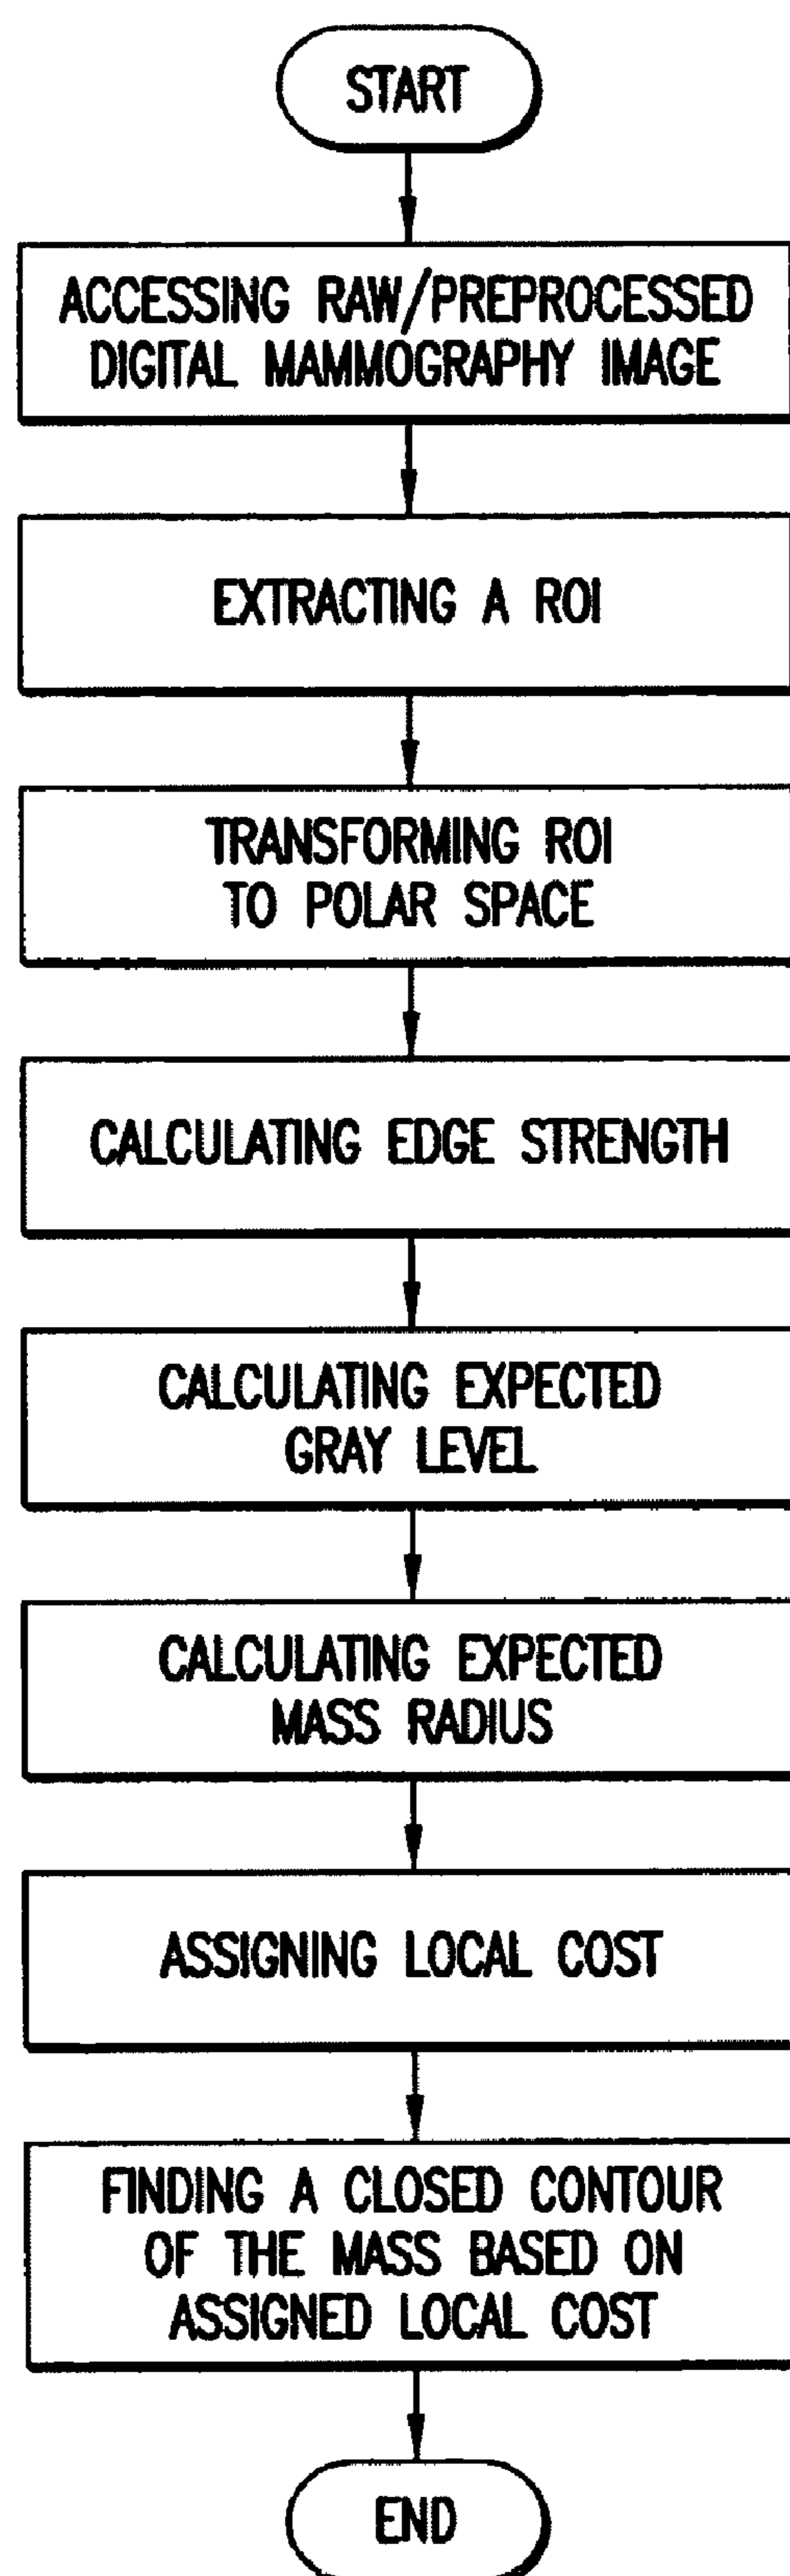 START
ACCESSING RAW/PREPROCESSED
DIGITAL MAMMOGRAPHY IMAGE
EXTRACTING A ROI
TRANSFORMING ROI
TO POLAR SPACE
CALCULATING EDGE STRENGTH
CALCULATING EXPECTED
GRAY LEVEL
CALCULATING EXPECTED
MASS RADIUS
ASSIGNING LOCAL COST
FINDING A CLOSED CONTOUR
OF THE MASS BASED ON
ASSIGNED LOCAL COST
END